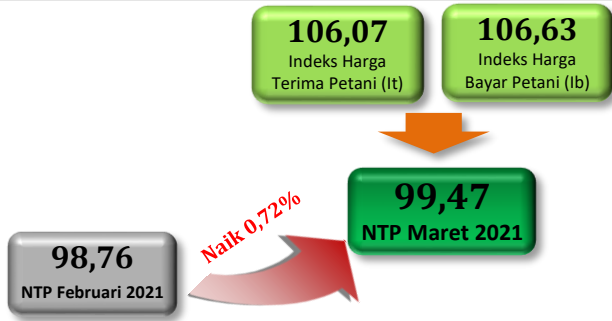 106,07
Indeks Harga
Terima Petani (It)
106,63
Indeks Harga
Bayar Petani (Ib)
99,47
NTP Maret 2021
Naik 0,72%
98,76
NTP Februari 2021